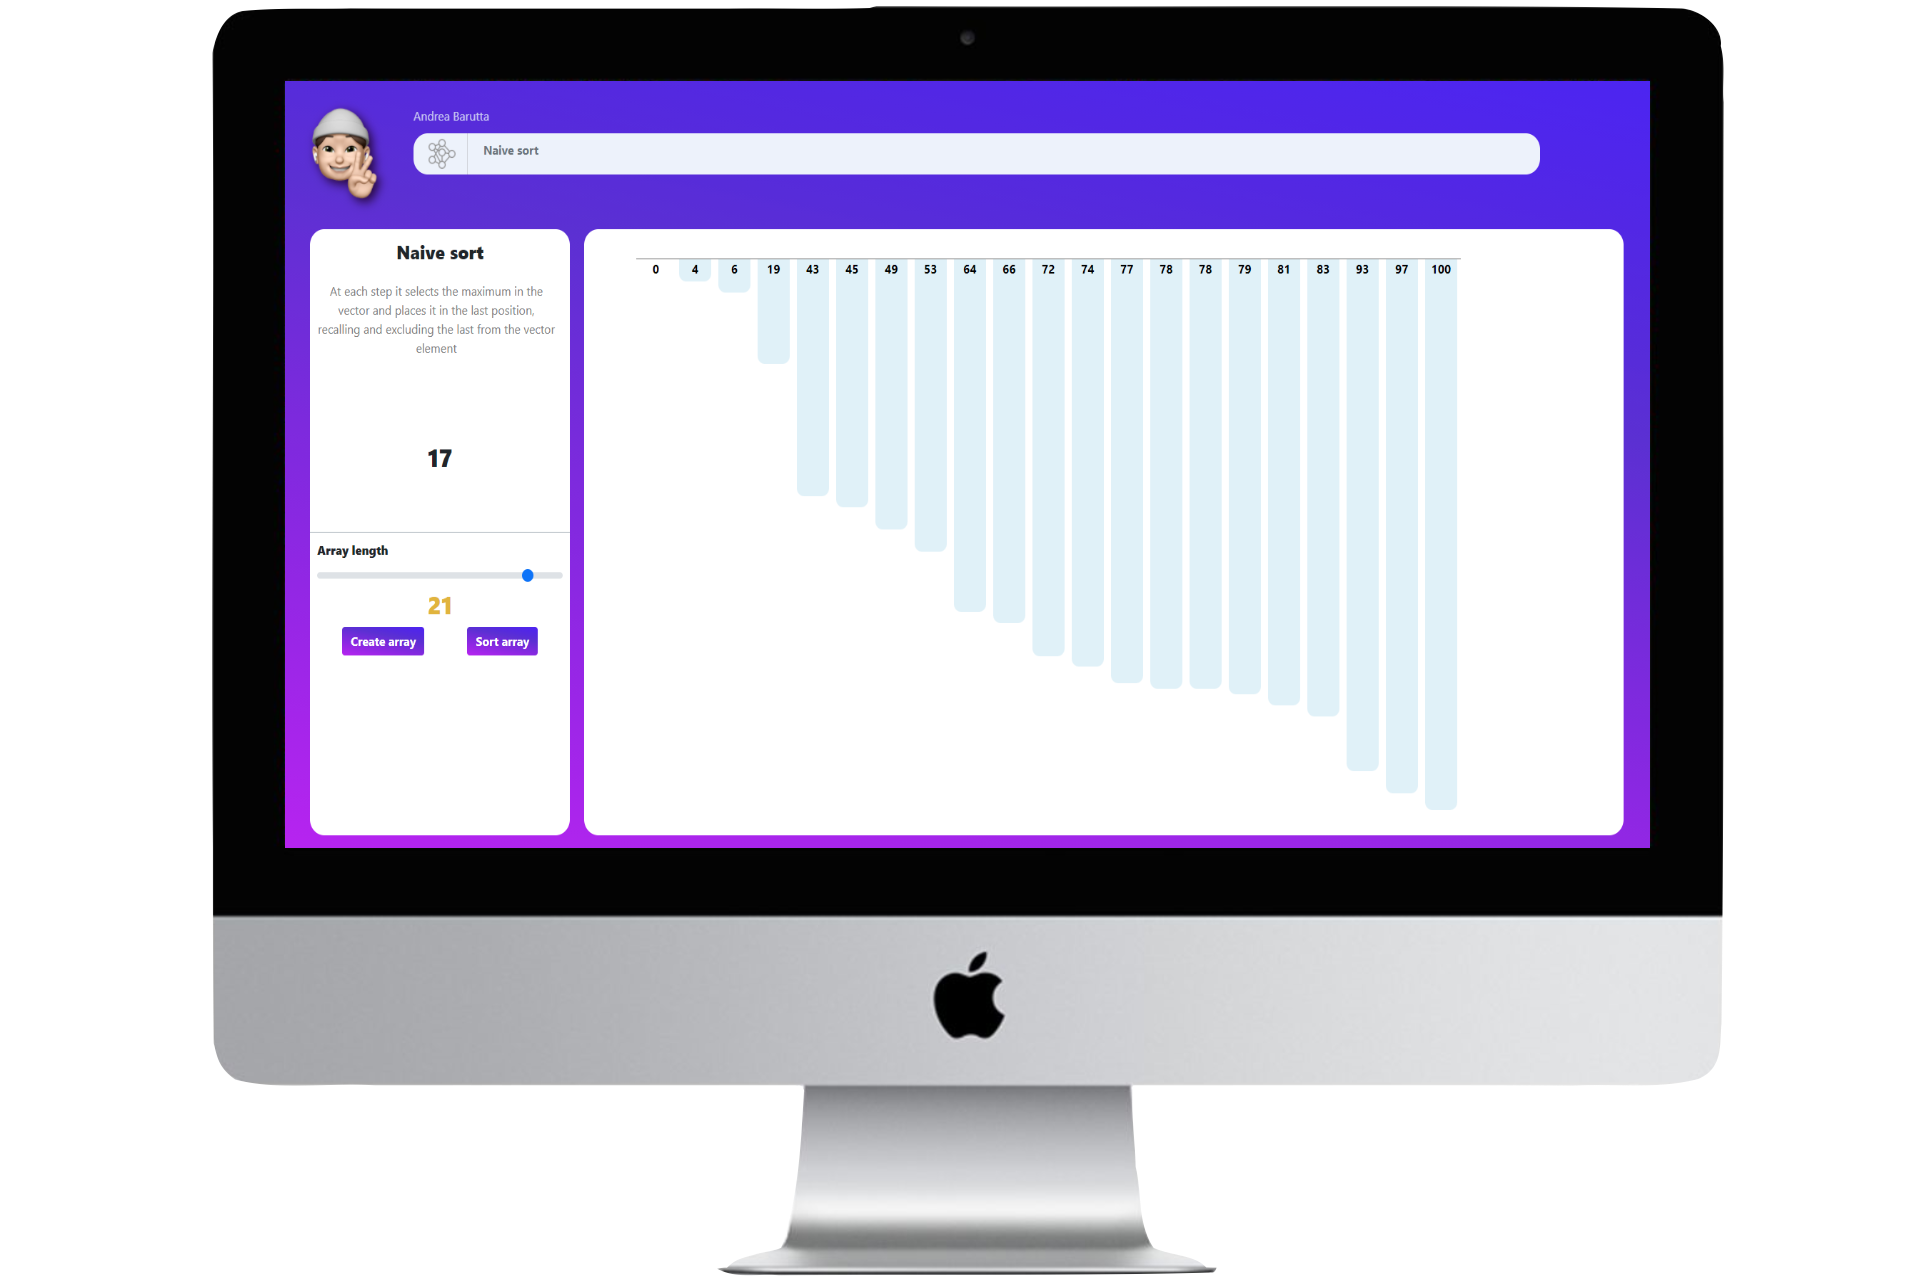 Andrea Barutta
Naive sort
Naive sort
At each step it selects the maximum in the
vector and places it in the last position,
recalling and excluding the last from the vector
element
17
Array length
21
Create array Sort array
0 4 6 19 43 45 49 53 64 66 72 74 77 78 78 79 81 83 93 97 100